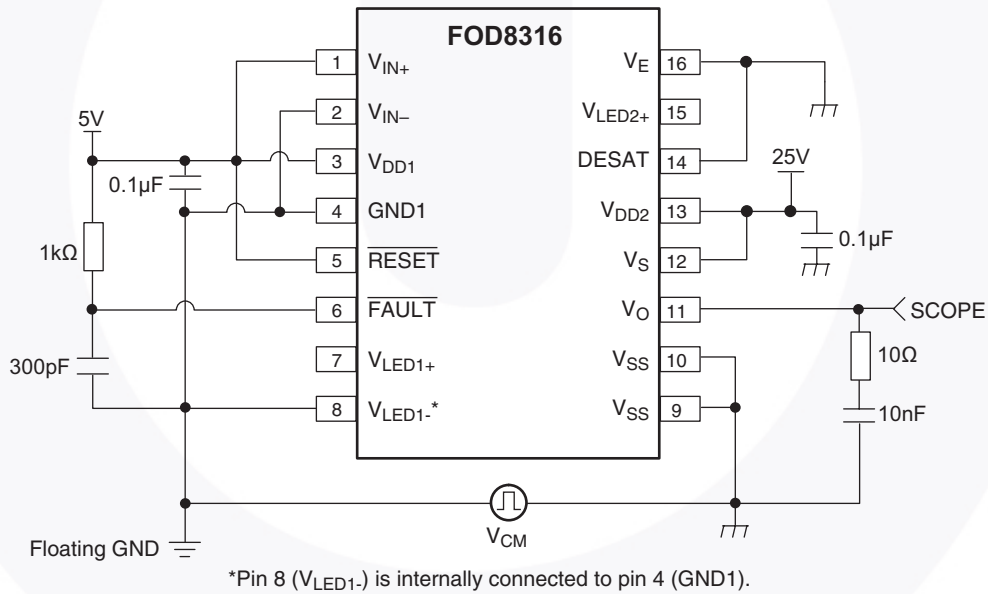 FOD8316
1 V_IN+
2 V_IN–
5V
3 V_DD1
0.1µF
4 GND1
1kΩ
5 RESET
6 FAULT
300pF
7 V_LED1+
8 V_LED1-*
V_E 16
V_LED2+ 15
DESAT 14
25V
V_DD2 13
0.1µF
V_S 12
V_O 11
SCOPE
V_SS 10
10Ω
V_SS 9
10nF
V_CM
Floating GND
*Pin 8 (V_LED1-) is internally connected to pin 4 (GND1).